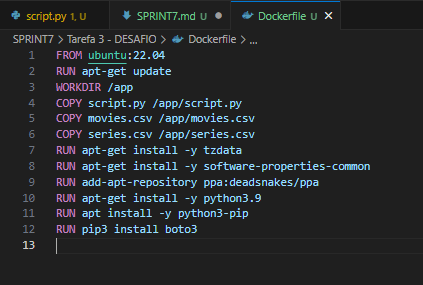 script.py 1, U
SPRINT7.md U
Dockerfile U
SPRINT7 > Tarefa 3 - DESAFIO > Dockerfile > ...
1 FROM ubuntu:22.04
2 RUN apt-get update
3 WORKDIR /app
4 COPY script.py /app/script.py
5 COPY movies.csv /app/movies.csv
6 COPY series.csv /app/series.csv
7 RUN apt-get install -y tzdata
8 RUN apt-get install -y software-properties-common
9 RUN add-apt-repository ppa:deadsnakes/ppa
10 RUN apt-get install -y python3.9
11 RUN apt install -y python3-pip
12 RUN pip3 install boto3
13